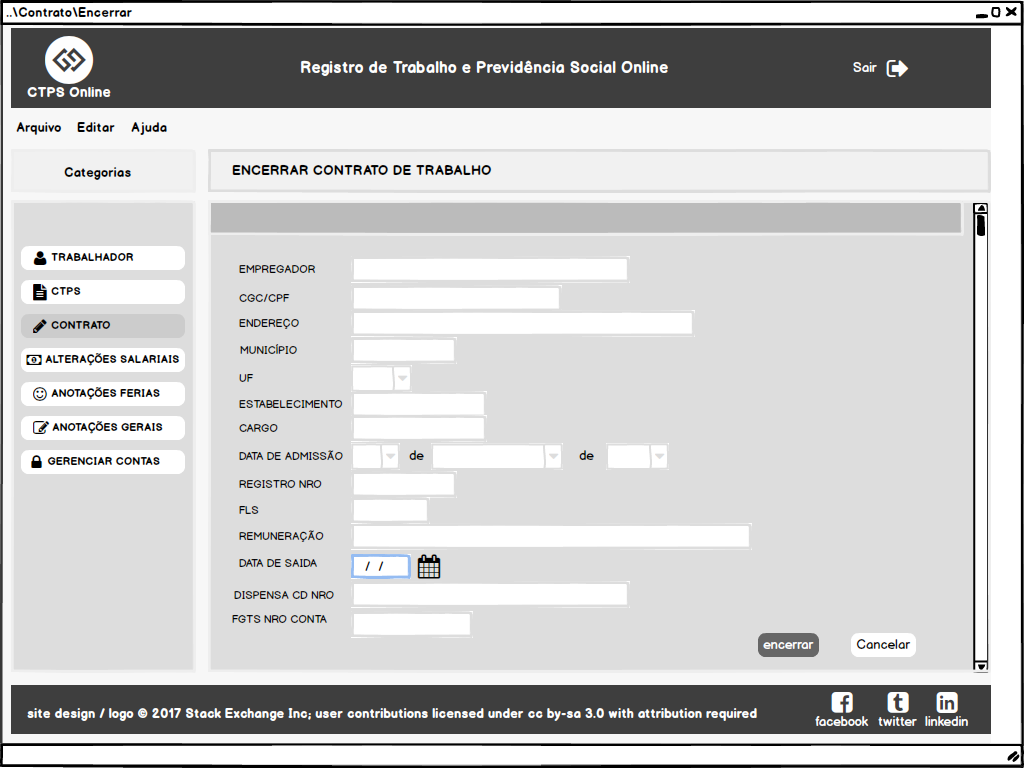 ..\Contrato\Encerrar
CTPS Online
Registro de Trabalho e Previdência Social Online
Sair
Arquivo Editar Ajuda
Categorias
ENCERRAR CONTRATO DE TRABALHO
TRABALHADOR
CTPS
CONTRATO
ALTERAÇÕES SALARIAIS
ANOTAÇÕES FERIAS
ANOTAÇÕES GERAIS
GERENCIAR CONTAS
EMPREGADOR
CGC/CPF
ENDEREÇO
MUNICÍPIO
UF
ESTABELECIMENTO
CARGO
DATA DE ADMISSÃO de de
REGISTRO NRO
FLS
REMUNERAÇÃO
DATA DE SAIDA / /
DISPENSA CD NRO
FGTS NRO CONTA
encerrar Cancelar
site design / logo © 2017 Stack Exchange Inc; user contributions licensed under cc by-sa 3.0 with attribution required
facebook twitter linkedin